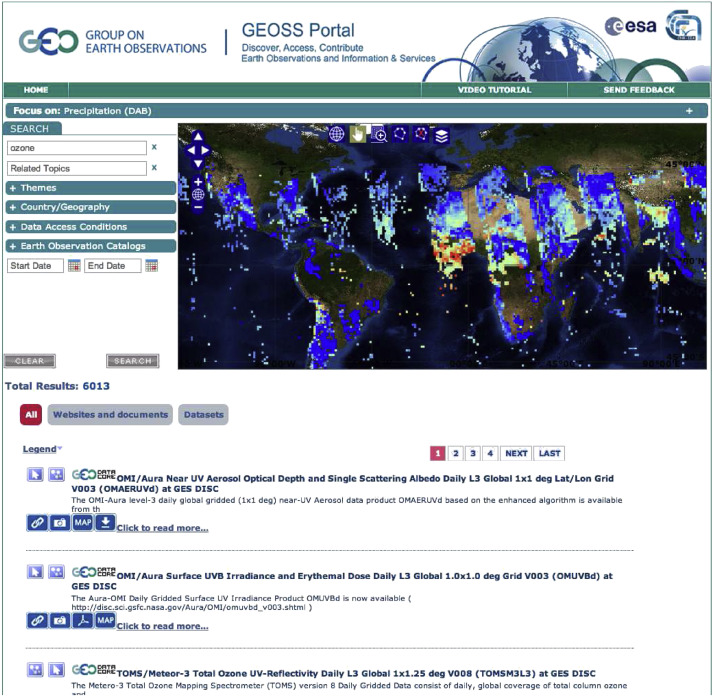 GEO GROUP ON
EARTH OBSERVATIONS
GEOSS Portal
Discover, Access, Contribute
Earth Observations and Information & Services
esa
HOME
VIDEO TUTORIAL
SEND FEEDBACK
Focus on: Precipitation (DAB)
+
SEARCH
ozone x
Related Topics x
+ Themes
+ Country/Geography
+ Data Access Conditions
+ Earth Observation Catalogs
Start Date
End Date
CLEAR
SEARCH
Total Results: 6013
All
Websites and documents
Datasets
Legend
1 2 3 4 NEXT LAST
GEO DATA CORE OMI/Aura Near UV Aerosol Optical Depth and Single Scattering Albedo Daily L3 Global 1x1 deg Lat/Lon Grid
V003 (OMAERUVd) at GES DISC
The OMI-Aura level-3 daily global gridded (1x1 deg) near-UV Aerosol data product OMAERUVd based on the enhanced algorithm is available
from th
MAP
Click to read more...
GEO DATA CORE OMI/Aura Surface UVB Irradiance and Erythemal Dose Daily L3 Global 1.0x1.0 deg Grid V003 (OMUVBd) at
GES DISC
The Aura-OMI Daily Gridded Surface UV Irradiance Product OMUVBd is now available (
http://disc.sci.gsfc.nasa.gov/Aura/OMI/omuvbd_v003.shtml )
MAP
Click to read more...
GEO DATA CORE TOMS/Meteor-3 Total Ozone UV-Reflectivity Daily L3 Global 1x1.25 deg V008 (TOMSM3L3) at GES DISC
The Metero-3 Total Ozone Mapping Spectrometer (TOMS) version 8 Daily Gridded Data consist of daily, global coverage of total column ozone
and